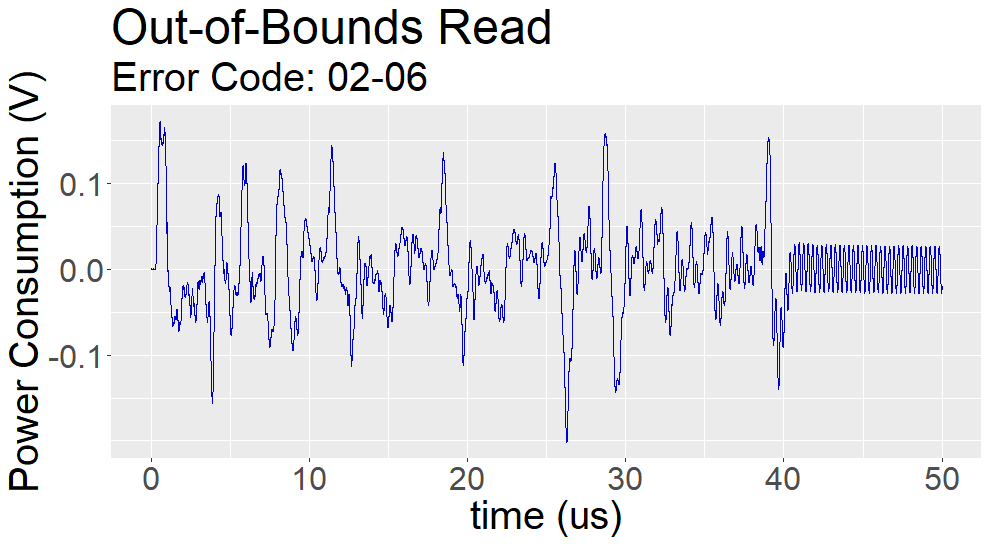 Out-of-Bounds Read
Error Code: 02-06
Power Consumption (V)
0.1
0.0
-0.1
0 10 20 30 40 50
time (us)